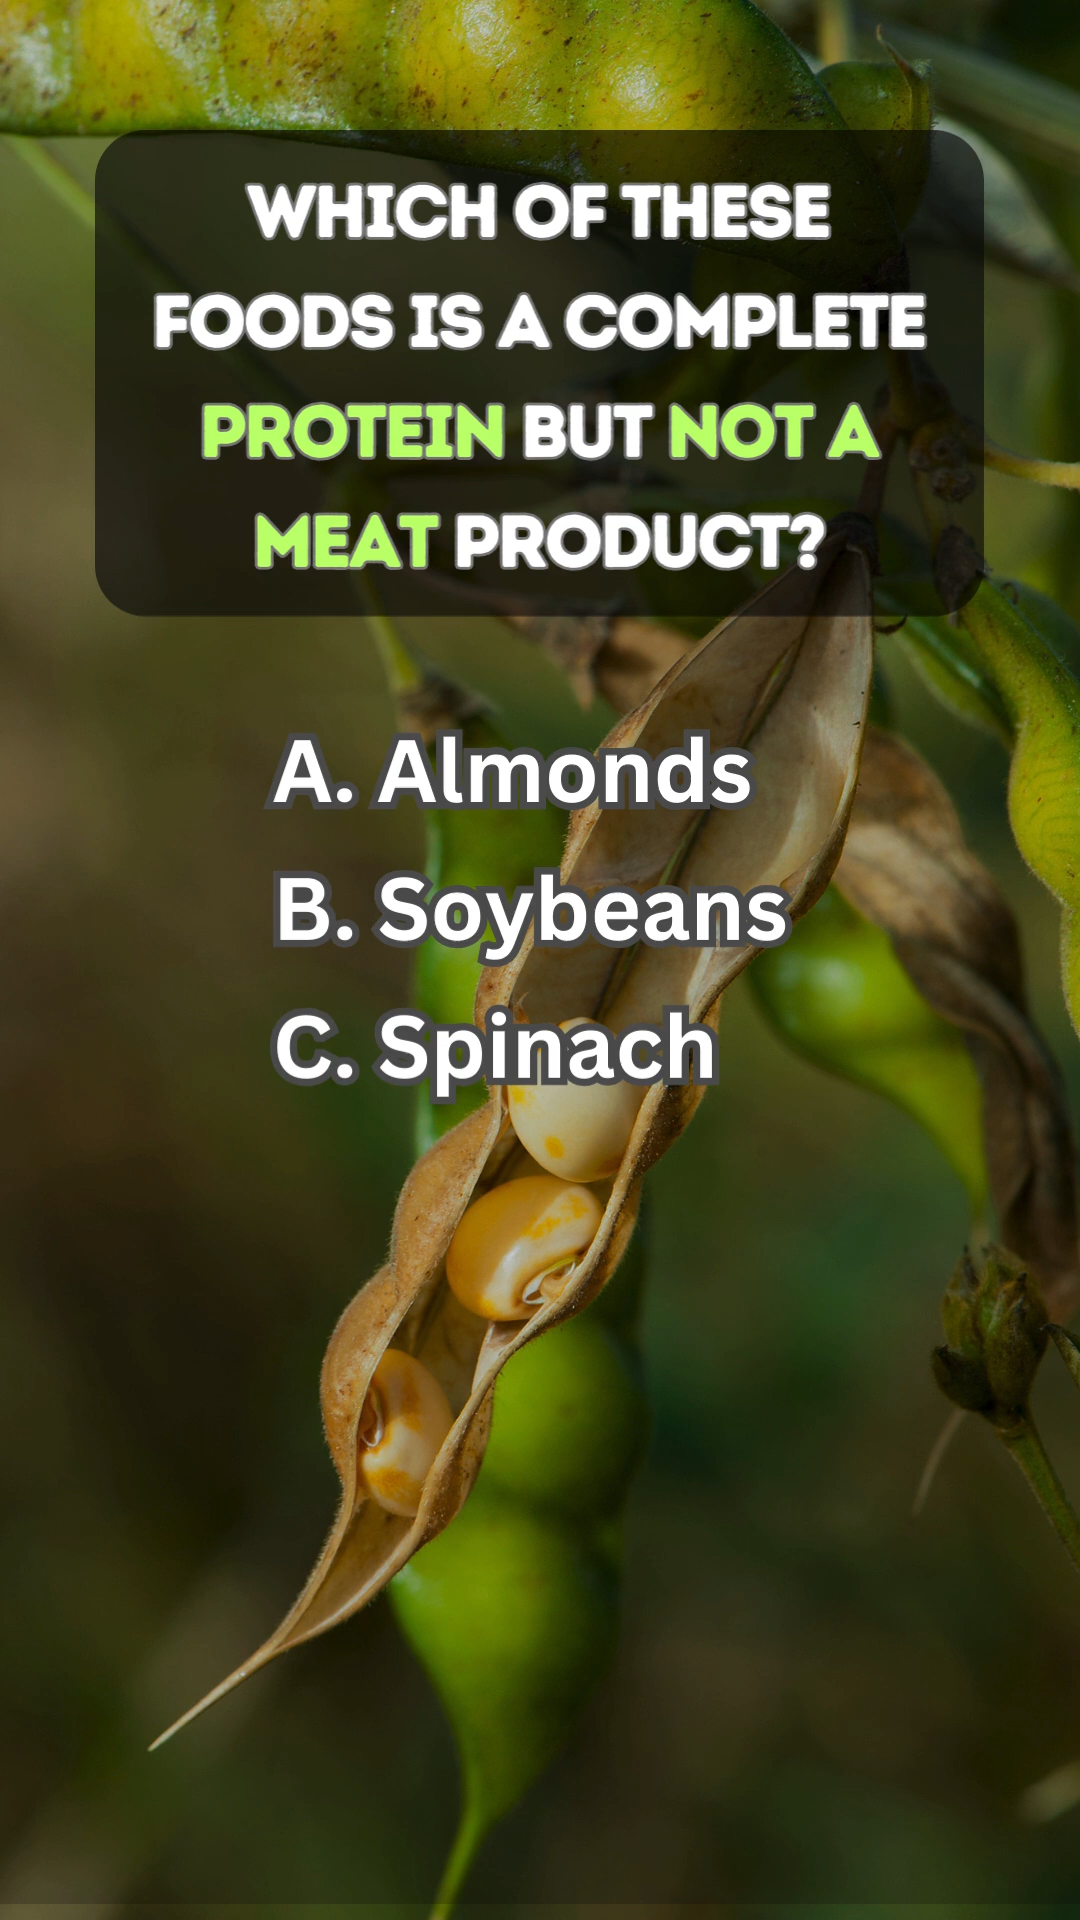 WHICH OF THESE
FOODS IS A COMPLETE
PROTEIN BUT NOT A
MEAT PRODUCT?
A. Almonds
B. Soybeans
C. Spinach